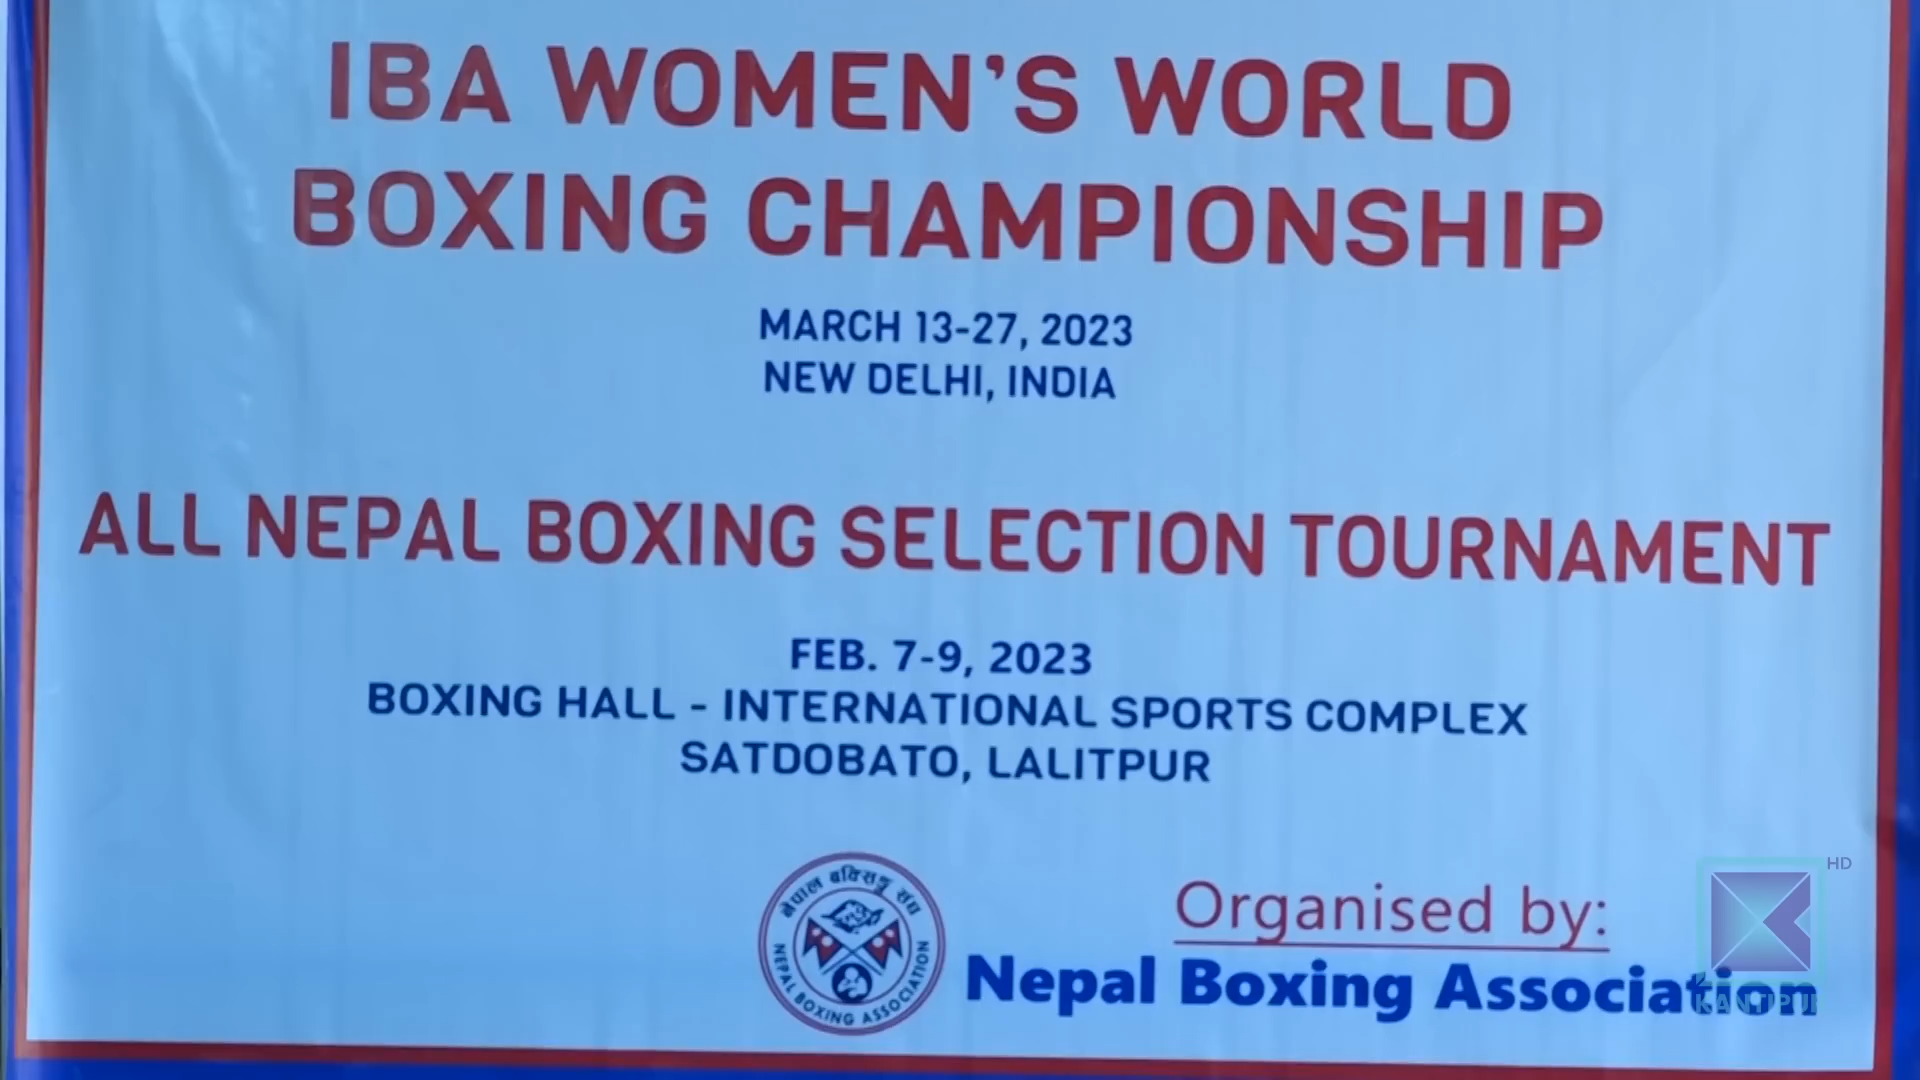 IBA WOMEN'S WORLD
BOXING CHAMPIONSHIP
MARCH 13-27, 2023
NEW DELHI, INDIA
ALL NEPAL BOXING SELECTION TOURNAMENT
FEB. 7-9, 2023
BOXING HALL - INTERNATIONAL SPORTS COMPLEX
SATDOBATO, LALITPUR
नेपाल बक्सिङ्ग संघ
NEPAL BOXING ASSOCIATION
Organised by:
Nepal Boxing Association
HD
KANTIPUR